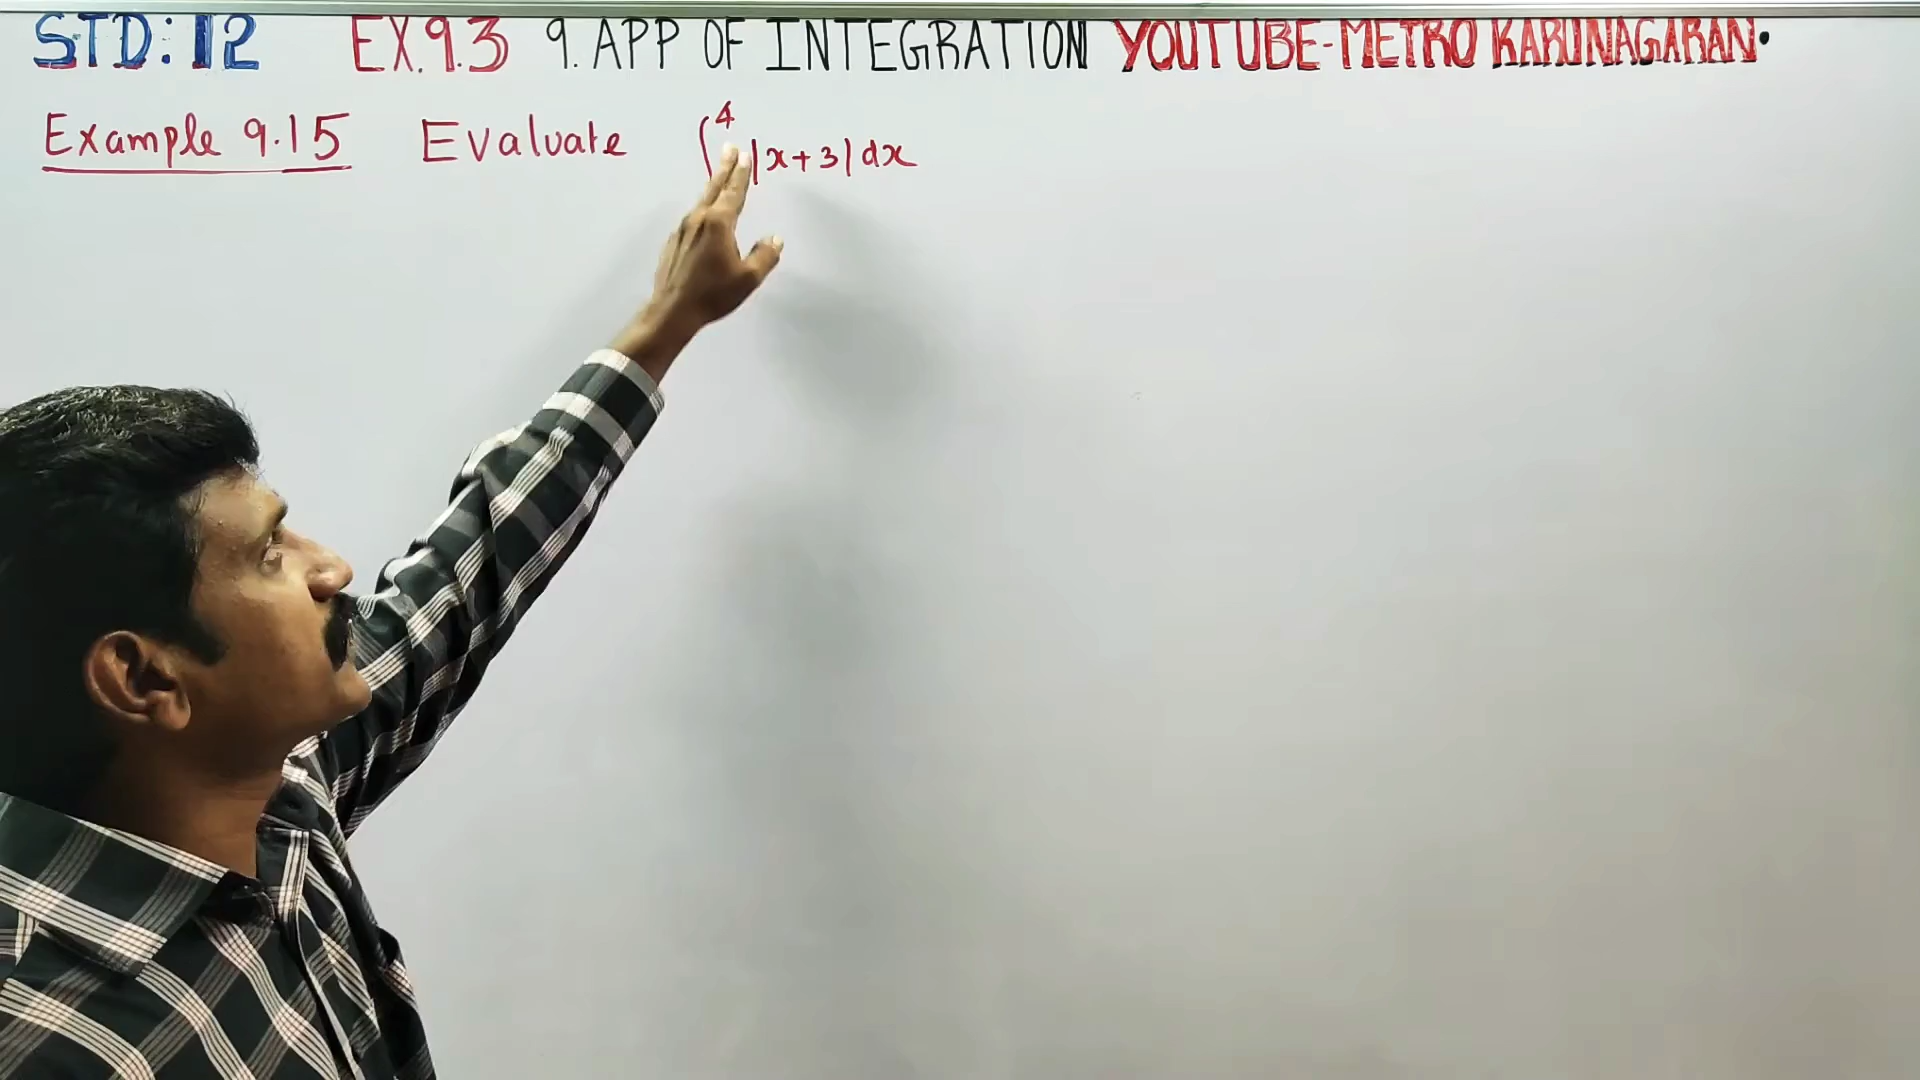 STD: 12 EX.9.3 9. APP OF INTEGRATION YOUTUBE-METRO KARUNAGARAN.
Example 9.15 Evaluate ∫ 4 |x+3| dx